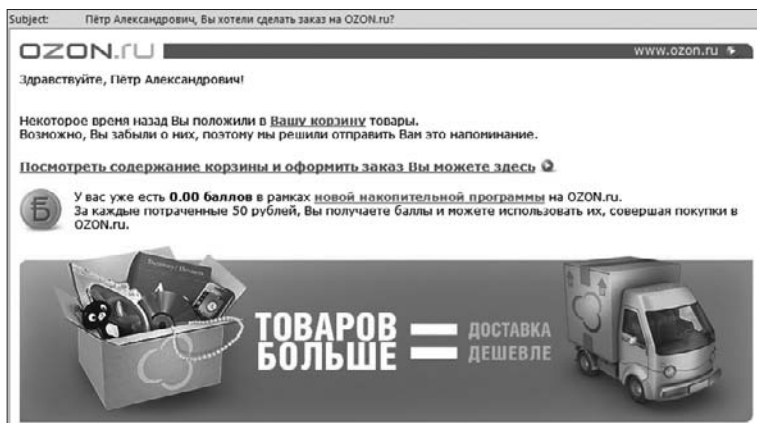 Subject: Пётр Александрович, Вы хотели сделать заказ на OZON.ru?
OZON.ru
www.ozon.ru
Здравствуйте, Пётр Александрович!
Некоторое время назад Вы положили в Вашу корзину товары.
Возможно, Вы забыли о них, поэтому мы решили отправить Вам это напоминание.
Посмотреть содержание корзины и оформить заказ Вы можете здесь
Б
У вас уже есть 0.00 баллов в рамках новой накопительной программы на OZON.ru.
За каждые потраченные 50 рублей, Вы получаете баллы и можете использовать их, совершая покупки в
OZON.ru.
ТОВАРОВ
БОЛЬШЕ
ДОСТАВКА
ДЕШЕВЛЕ